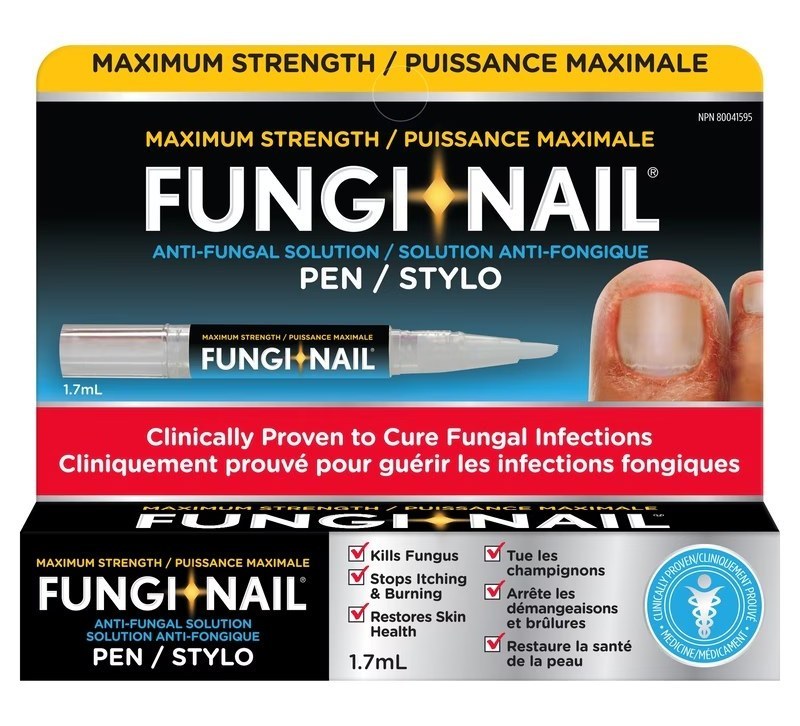 MAXIMUM STRENGTH / PUISSANCE MAXIMALE
NPN 80041595
MAXIMUM STRENGTH / PUISSANCE MAXIMALE
FUNGI NAIL®
ANTI-FUNGAL SOLUTION / SOLUTION ANTI-FONGIQUE
PEN / STYLO
MAXIMUM STRENGTH / PUISSANCE MAXIMALE
FUNGI NAIL®
1.7mL
Clinically Proven to Cure Fungal Infections
Cliniquement prouvé pour guérir les infections fongiques
MAXIMUM STRENGTH / PUISSANCE MAXIMALE
FUNGI NAIL
MAXIMUM STRENGTH / PUISSANCE MAXIMALE
FUNGI NAIL®
ANTI-FUNGAL SOLUTION
SOLUTION ANTI-FONGIQUE
PEN / STYLO
Kills Fungus
Stops Itching
& Burning
Restores Skin
Health
1.7mL
Tue les
champignons
Arrête les
démangeaisons
et brûlures
Restaure la santé
de la peau
CLINICALLY PROVEN/CLINIQUEMENT PROUVÉ
• MEDICINE/MÉDICAMENT •